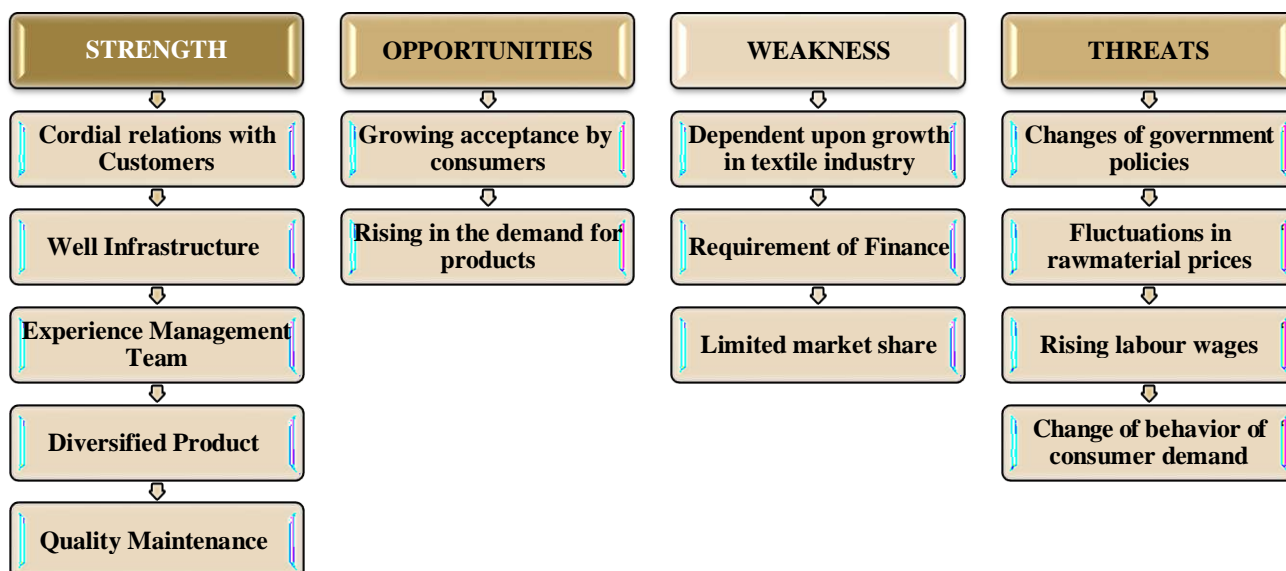 STRENGTH
Cordial relations with
Customers
Well Infrastructure
Experience Management
Team
Diversified Product
Quality Maintenance
OPPORTUNITIES
Growing acceptance by
consumers
Rising in the demand for
products
WEAKNESS
Dependent upon growth
in textile industry
Requirement of Finance
Limited market share
THREATS
Changes of government
policies
Fluctuations in
rawmaterial prices
Rising labour wages
Change of behavior of
consumer demand